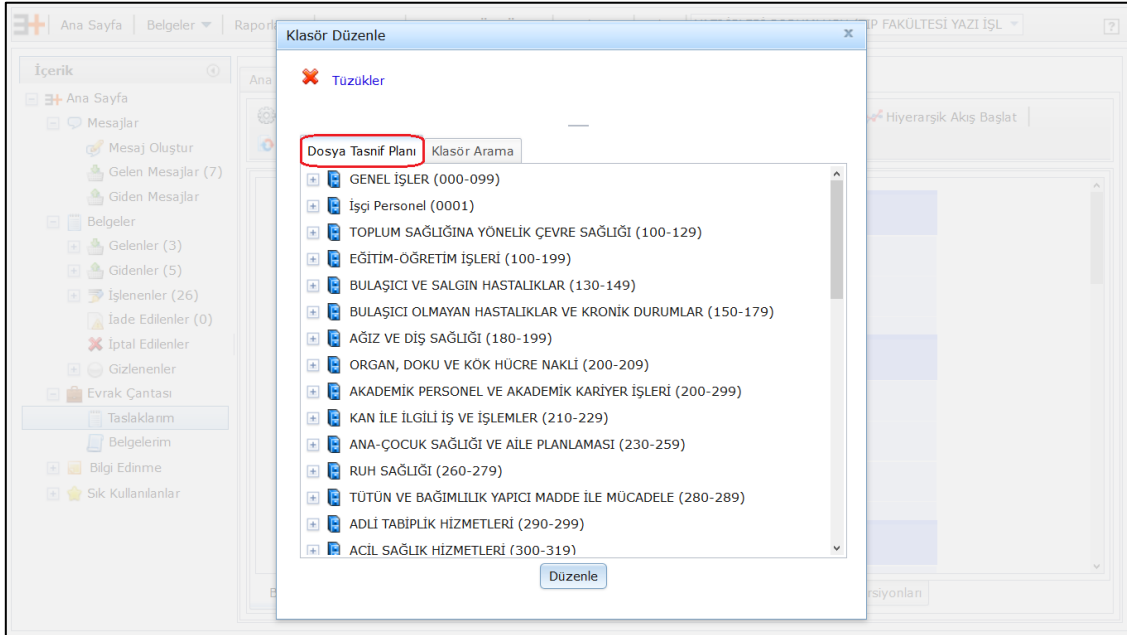 Ana Sayfa
Belgeler
Klasör Düzenle
x
TIP FAKÜLTESİ YAZI İŞL
?
İçerik
Ana Sayfa
Mesajlar
Mesaj Oluştur
Gelen Mesajlar (7)
Giden Mesajlar
Belgeler
Gelenler (3)
Gidenler (5)
İşlenenler (26)
İade Edilenler (0)
İptal Edilenler
Gizlenenler
Evrak Çantası
Taslaklarım
Belgelerim
Bilgi Edinme
Sık Kullanılanlar
Ana
Tüzükler
Hiyerarşik Akış Başlat
Dosya Tasnif Planı
Klasör Arama
GENEL İŞLER (000-099)
İşçi Personel (0001)
TOPLUM SAĞLIĞINA YÖNELİK ÇEVRE SAĞLIĞI (100-129)
EĞİTİM-ÖĞRETİM İŞLERİ (100-199)
BULAŞICI VE SALGIN HASTALIKLAR (130-149)
BULAŞICI OLMAYAN HASTALIKLAR VE KRONİK DURUMLAR (150-179)
AĞIZ VE DİŞ SAĞLIĞI (180-199)
ORGAN, DOKU VE KÖK HÜCRE NAKLİ (200-209)
AKADEMİK PERSONEL VE AKADEMİK KARİYER İŞLERİ (200-299)
KAN İLE İLGİLİ İŞ VE İŞLEMLER (210-229)
ANA-ÇOCUK SAĞLIĞI VE AİLE PLANLAMASI (230-259)
RUH SAĞLIĞI (260-279)
TÜTÜN VE BAĞIMLILIK YAPICI MADDE İLE MÜCADELE (280-289)
ADLİ TABİPLİK HİZMETLERİ (290-299)
ACİL SAĞLIK HİZMETLERİ (300-319)
Düzenle